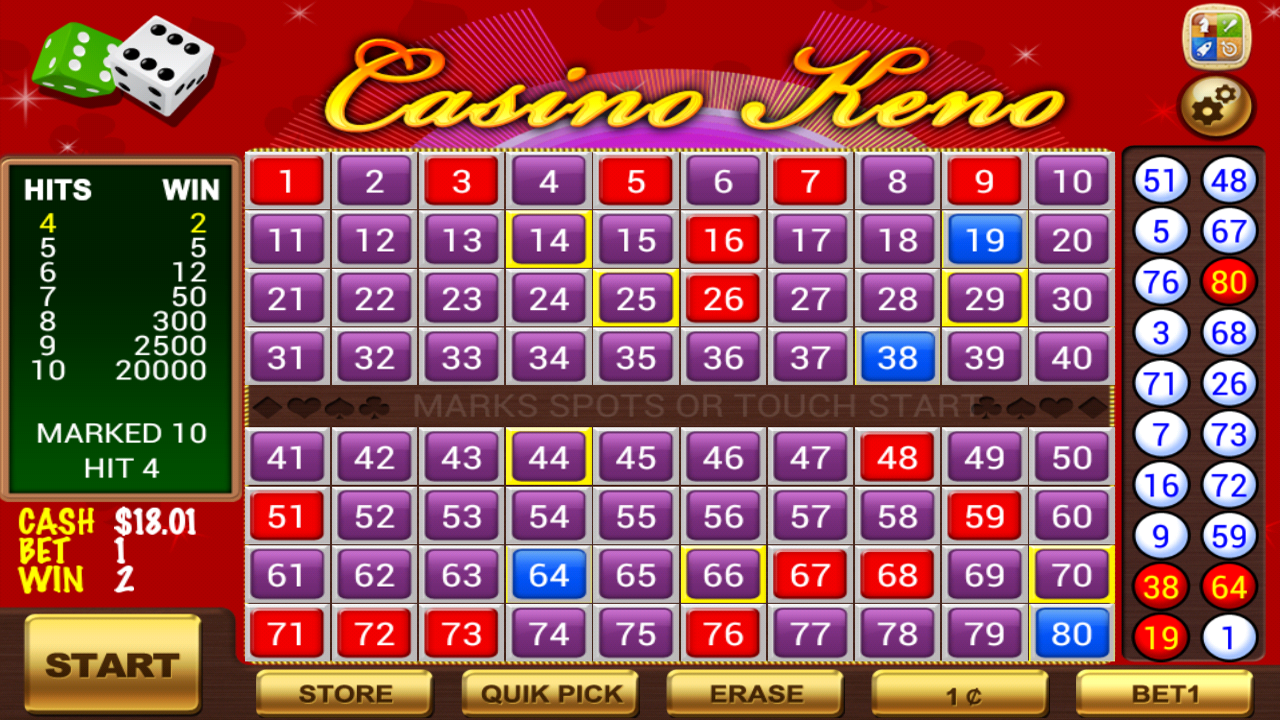 Casino Keno
HITS WIN
4 2
5 5
6 12
7 50
8 300
9 2500
10 20000
MARKED 10
HIT 4
CASH $18.01
BET 1
WIN 2
START
1 2 3 4 5 6 7 8 9 10
11 12 13 14 15 16 17 18 19 20
21 22 23 24 25 26 27 28 29 30
31 32 33 34 35 36 37 38 39 40
MARKS SPOTS OR TOUCH START
41 42 43 44 45 46 47 48 49 50
51 52 53 54 55 56 57 58 59 60
61 62 63 64 65 66 67 68 69 70
71 72 73 74 75 76 77 78 79 80
51 48
5 67
76 80
3 68
71 26
7 73
16 72
9 59
38 64
19 1
STORE QUIK PICK ERASE 1 ¢ BET1